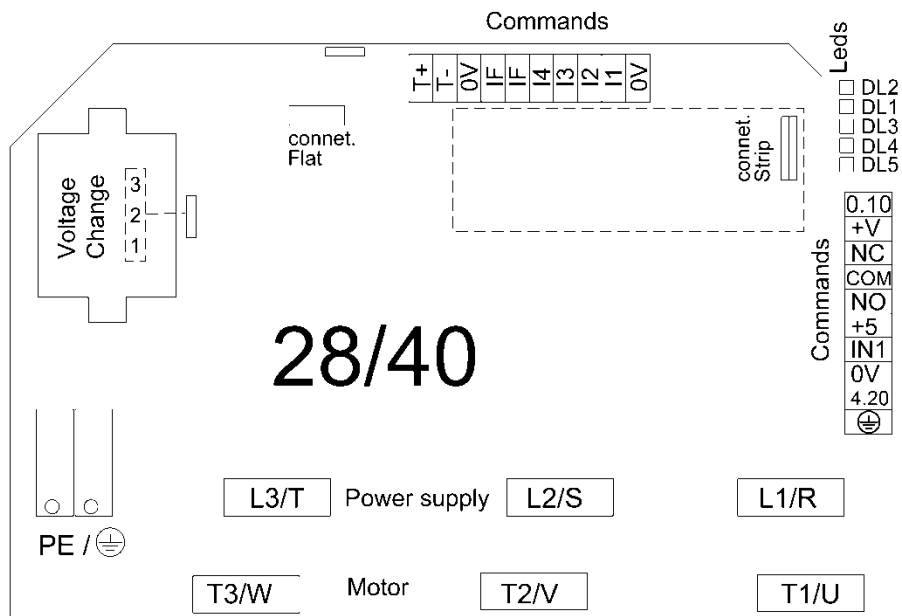 Commands
Leds
T+ T- 0V IF IF I4 I3 I2 I1 0V
DL2
DL1
DL3
DL4
DL5
connet.
Flat
connet.
Strip
Voltage
Change
3
2
1
Commands
0.10
+V
NC
COM
NO
+5
IN1
0V
4.20
28/40
PE /
L3/T Power supply L2/S L1/R
T3/W Motor T2/V T1/U